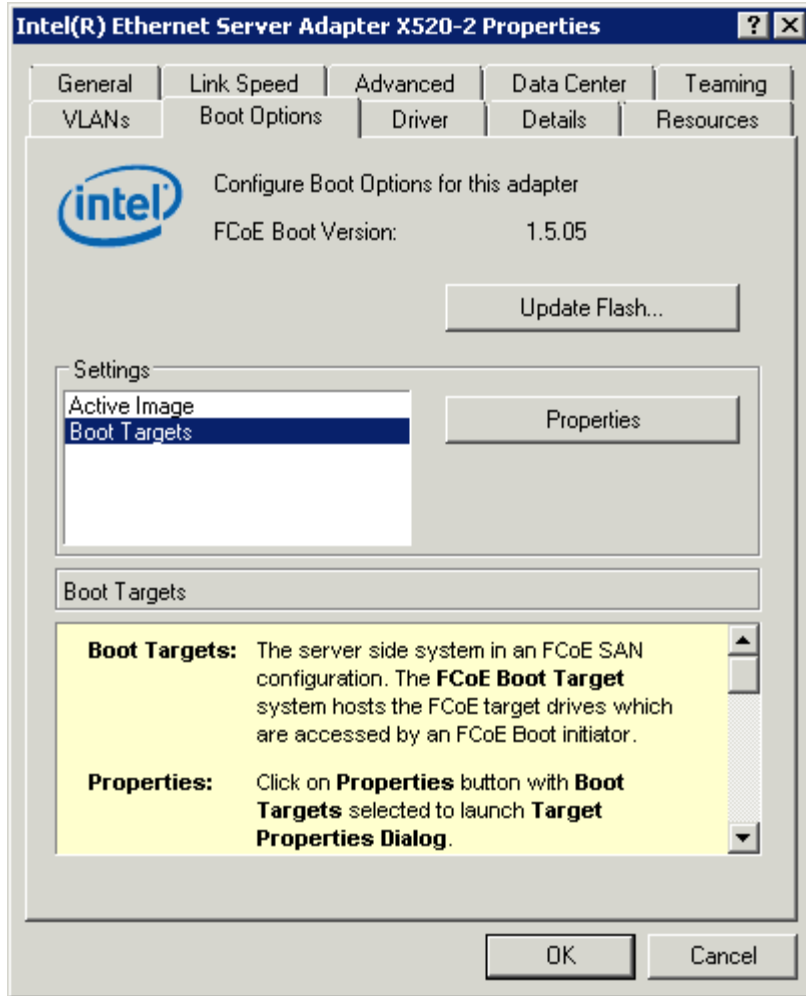 Intel(R) Ethernet Server Adapter X520-2 Properties
General Link Speed Advanced Data Center Teaming
VLANs Boot Options Driver Details Resources
intel
Configure Boot Options for this adapter
FCoE Boot Version: 1.5.05
Update Flash...
Settings
Active Image
Boot Targets
Properties
Boot Targets
Boot Targets: The server side system in an FCoE SAN
configuration. The FCoE Boot Target
system hosts the FCoE target drives which
are accessed by an FCoE Boot initiator.
Properties: Click on Properties button with Boot
Targets selected to launch Target
Properties Dialog.
OK Cancel